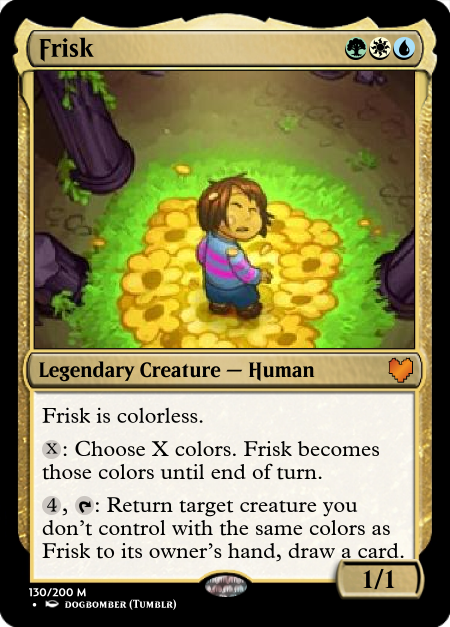 Frisk
Legendary Creature — Human
Frisk is colorless.
X: Choose X colors. Frisk becomes
those colors until end of turn.
4, : Return target creature you
don't control with the same colors as
Frisk to its owner's hand, draw a card.
1/1
130/200 M
• DOGBOMBER (TUMBLR)